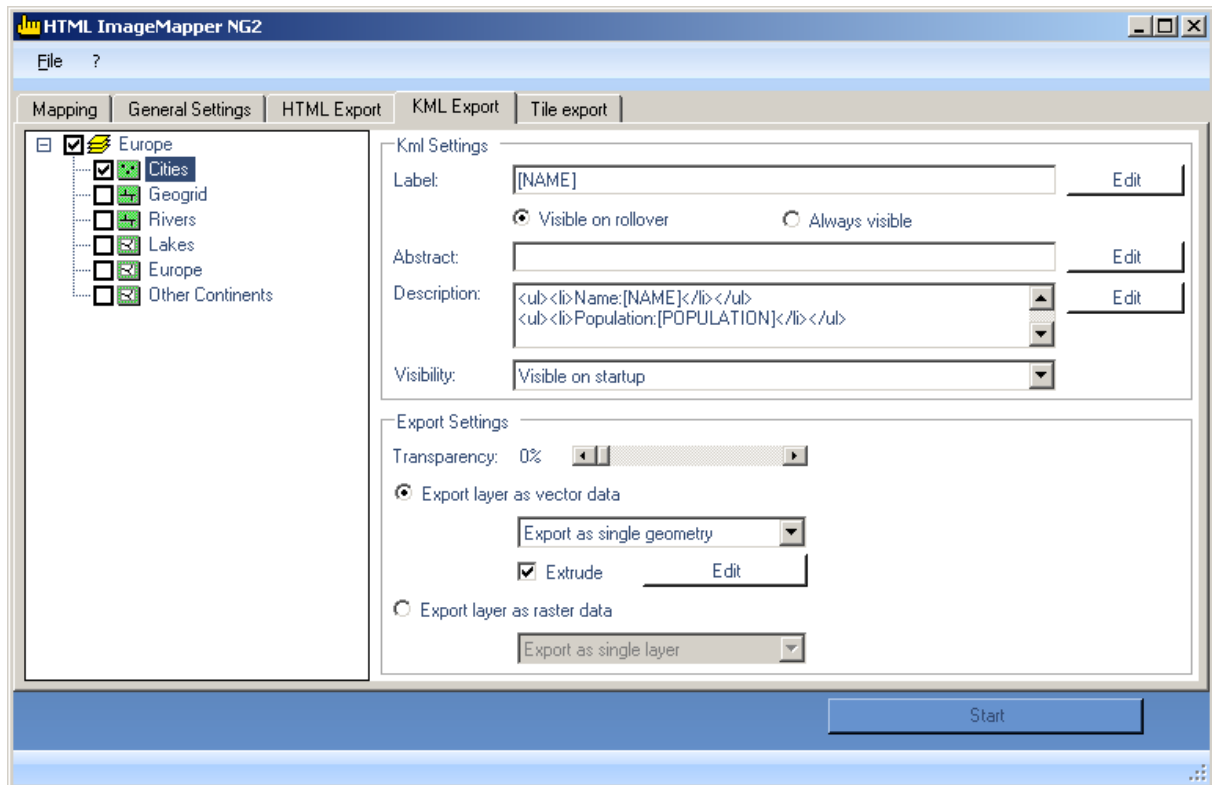 HTML ImageMapper NG2
File ?
Mapping General Settings HTML Export KML Export Tile export
Europe
Cities
Geogrid
Rivers
Lakes
Europe
Other Continents
Kml Settings
Label: [NAME] Edit
Visible on rollover Always visible
Abstract: Edit
Description: <ul><li>Name:[NAME]</li></ul> Edit
<ul><li>Population:[POPULATION]</li></ul>
Visibility: Visible on startup
Export Settings
Transparency: 0%
Export layer as vector data
Export as single geometry
Extrude Edit
Export layer as raster data
Export as single layer
Start